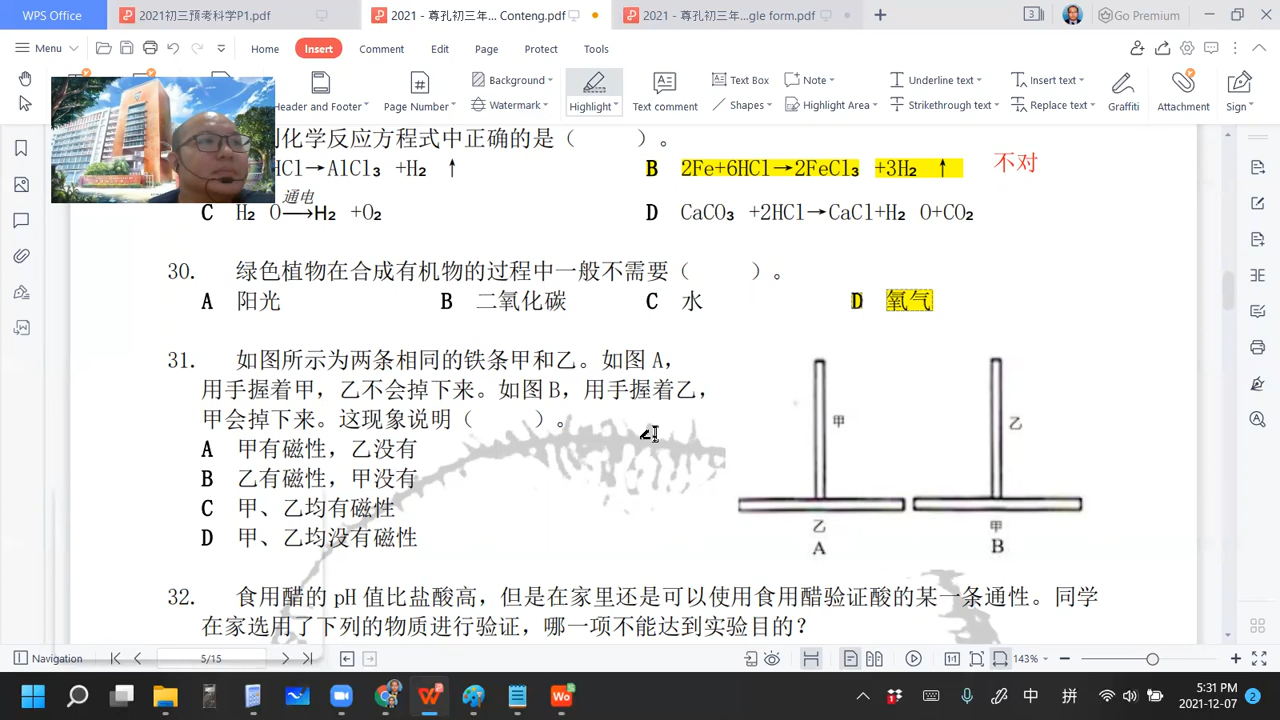 WPS Office
2021初三预考科学P1.pdf
2021 - 尊孔初三年... Conteng.pdf
2021 - 尊孔初三年...gle form.pdf
3
Go Premium
Menu
Home
Insert
Comment
Edit
Page
Protect
Tools
Header and Footer
Page Number
Background
Watermark
Highlight
Text comment
Text Box
Shapes
Note
Highlight Area
Underline text
Strikethrough text
Insert text
Replace text
Graffiti
Attachment
Sign
化学反应方程式中正确的是（ ）。
HCl→AlCl₃ +H₂ ↑
B 2Fe+6HCl→2FeCl₃ +3H₂ ↑
不对
通电
C H₂ O⟶H₂ +O₂
D CaCO₃ +2HCl→CaCl+H₂ O+CO₂
30. 绿色植物在合成有机物的过程中一般不需要（ ）。
A 阳光 B 二氧化碳 C 水 D 氧气
31. 如图所示为两条相同的铁条甲和乙。如图 A，
用手握着甲，乙不会掉下来。如图 B，用手握着乙，
甲会掉下来。这现象说明（ ）。
A 甲有磁性，乙没有
B 乙有磁性，甲没有
C 甲、乙均有磁性
D 甲、乙均没有磁性
甲
乙
乙
甲
A
B
32. 食用醋的 pH 值比盐酸高，但是在家里还是可以使用食用醋验证酸的某一条通性。同学
在家选用了下列的物质进行验证，哪一项不能达到实验目的？
Navigation
5/15
143%
中
拼
5:31 PM
2021-12-07
2